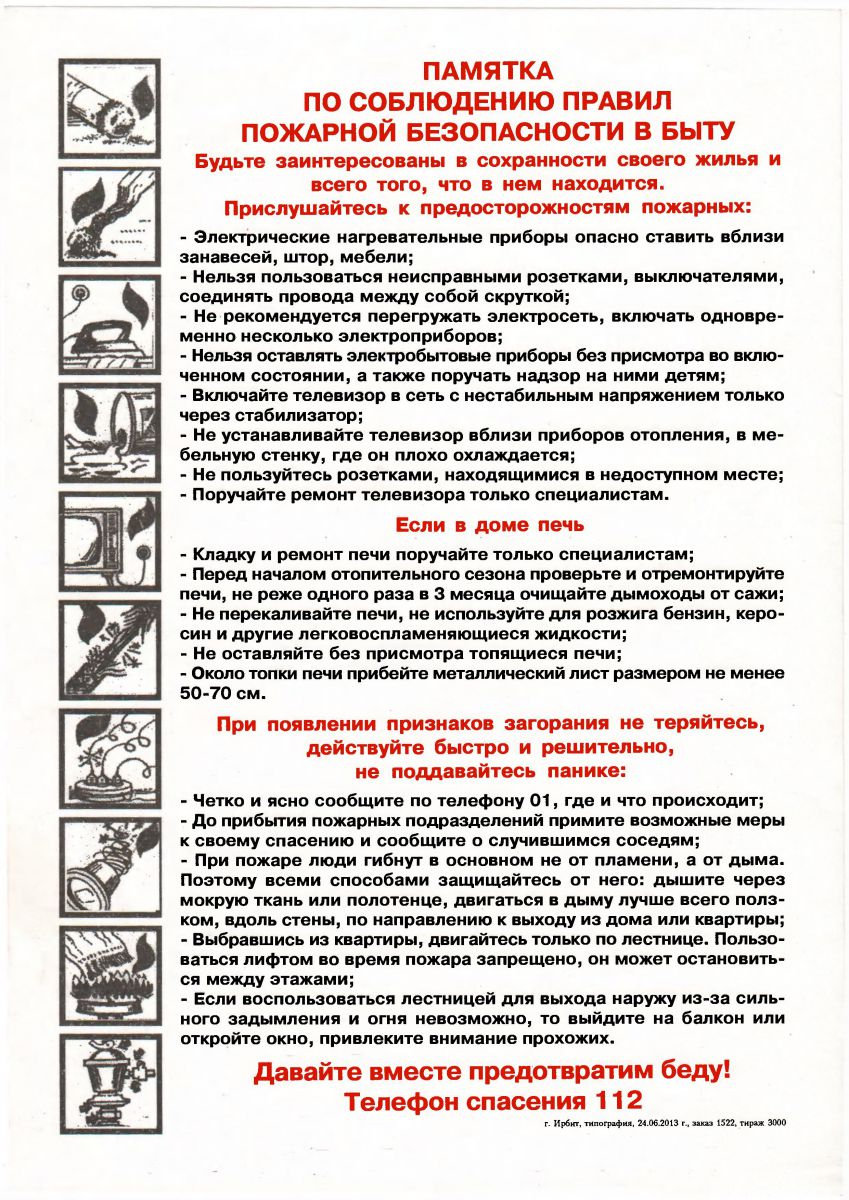 ПАМЯТКА
ПО СОБЛЮДЕНИЮ ПРАВИЛ
ПОЖАРНОЙ БЕЗОПАСНОСТИ В БЫТУ
Будьте заинтересованы в сохранности своего жилья и
всего того, что в нем находится.
Прислушайтесь к предосторожностям пожарных:
- Электрические нагревательные приборы опасно ставить вблизи
занавесей, штор, мебели;
- Нельзя пользоваться неисправными розетками, выключателями,
соединять провода между собой скруткой;
- Не рекомендуется перегружать электросеть, включать одновре-
менно несколько электроприборов;
- Нельзя оставлять электробытовые приборы без присмотра во вклю-
ченном состоянии, а также поручать надзор на ними детям;
- Включайте телевизор в сеть с нестабильным напряжением только
через стабилизатор;
- Не устанавливайте телевизор вблизи приборов отопления, в ме-
бельную стенку, где он плохо охлаждается;
- Не пользуйтесь розетками, находящимися в недоступном месте;
- Поручайте ремонт телевизора только специалистам.
Если в доме печь
- Кладку и ремонт печи поручайте только специалистам;
- Перед началом отопительного сезона проверьте и отремонтируйте
печи, не реже одного раза в 3 месяца очищайте дымоходы от сажи;
- Не перекаливайте печи, не используйте для розжига бензин, керо-
син и другие легковоспламеняющиеся жидкости;
- Не оставляйте без присмотра топящиеся печи;
- Около топки печи прибейте металлический лист размером не менее
50-70 см.
При появлении признаков загорания не теряйтесь,
действуйте быстро и решительно,
не поддавайтесь панике:
- Четко и ясно сообщите по телефону 01, где и что происходит;
- До прибытия пожарных подразделений примите возможные меры
к своему спасению и сообщите о случившимся соседям;
- При пожаре люди гибнут в основном не от пламени, а от дыма.
Поэтому всеми способами защищайтесь от него: дышите через
мокрую ткань или полотенце, двигаться в дыму лучше всего полз-
ком, вдоль стены, по направлению к выходу из дома или квартиры;
- Выбравшись из квартиры, двигайтесь только по лестнице. Пользо-
ваться лифтом во время пожара запрещено, он может остановить-
ся между этажами;
- Если воспользоваться лестницей для выхода наружу из-за силь-
ного задымления и огня невозможно, то выйдите на балкон или
откройте окно, привлеките внимание прохожих.
Давайте вместе предотвратим беду!
Телефон спасения 112
г. Ирбит, типография, 24.06.2013 г., заказ 1522, тираж 3000